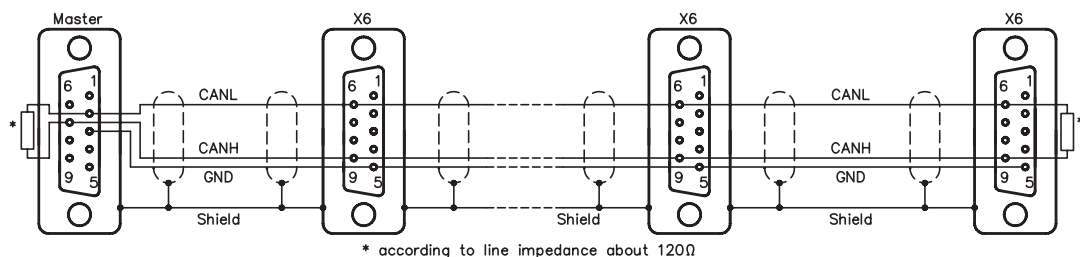 Master X6 X6 X6
6 1 6 1 6 1 6 1
CANL CANL
* *
CANH CANH
9 5 9 5 9 5 9 5
GND GND
Shield Shield Shield
* according to line impedance about 120Ω